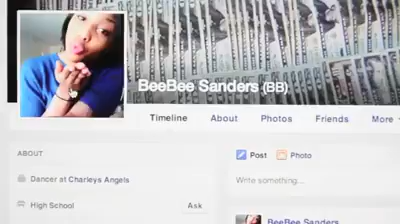 BeeBee Sanders (BB)
Timeline About Photos Friends More
ABOUT
Post Photo
Dancer at Charleys Angels
Write something...
High School Ask
BeeBee Sanders